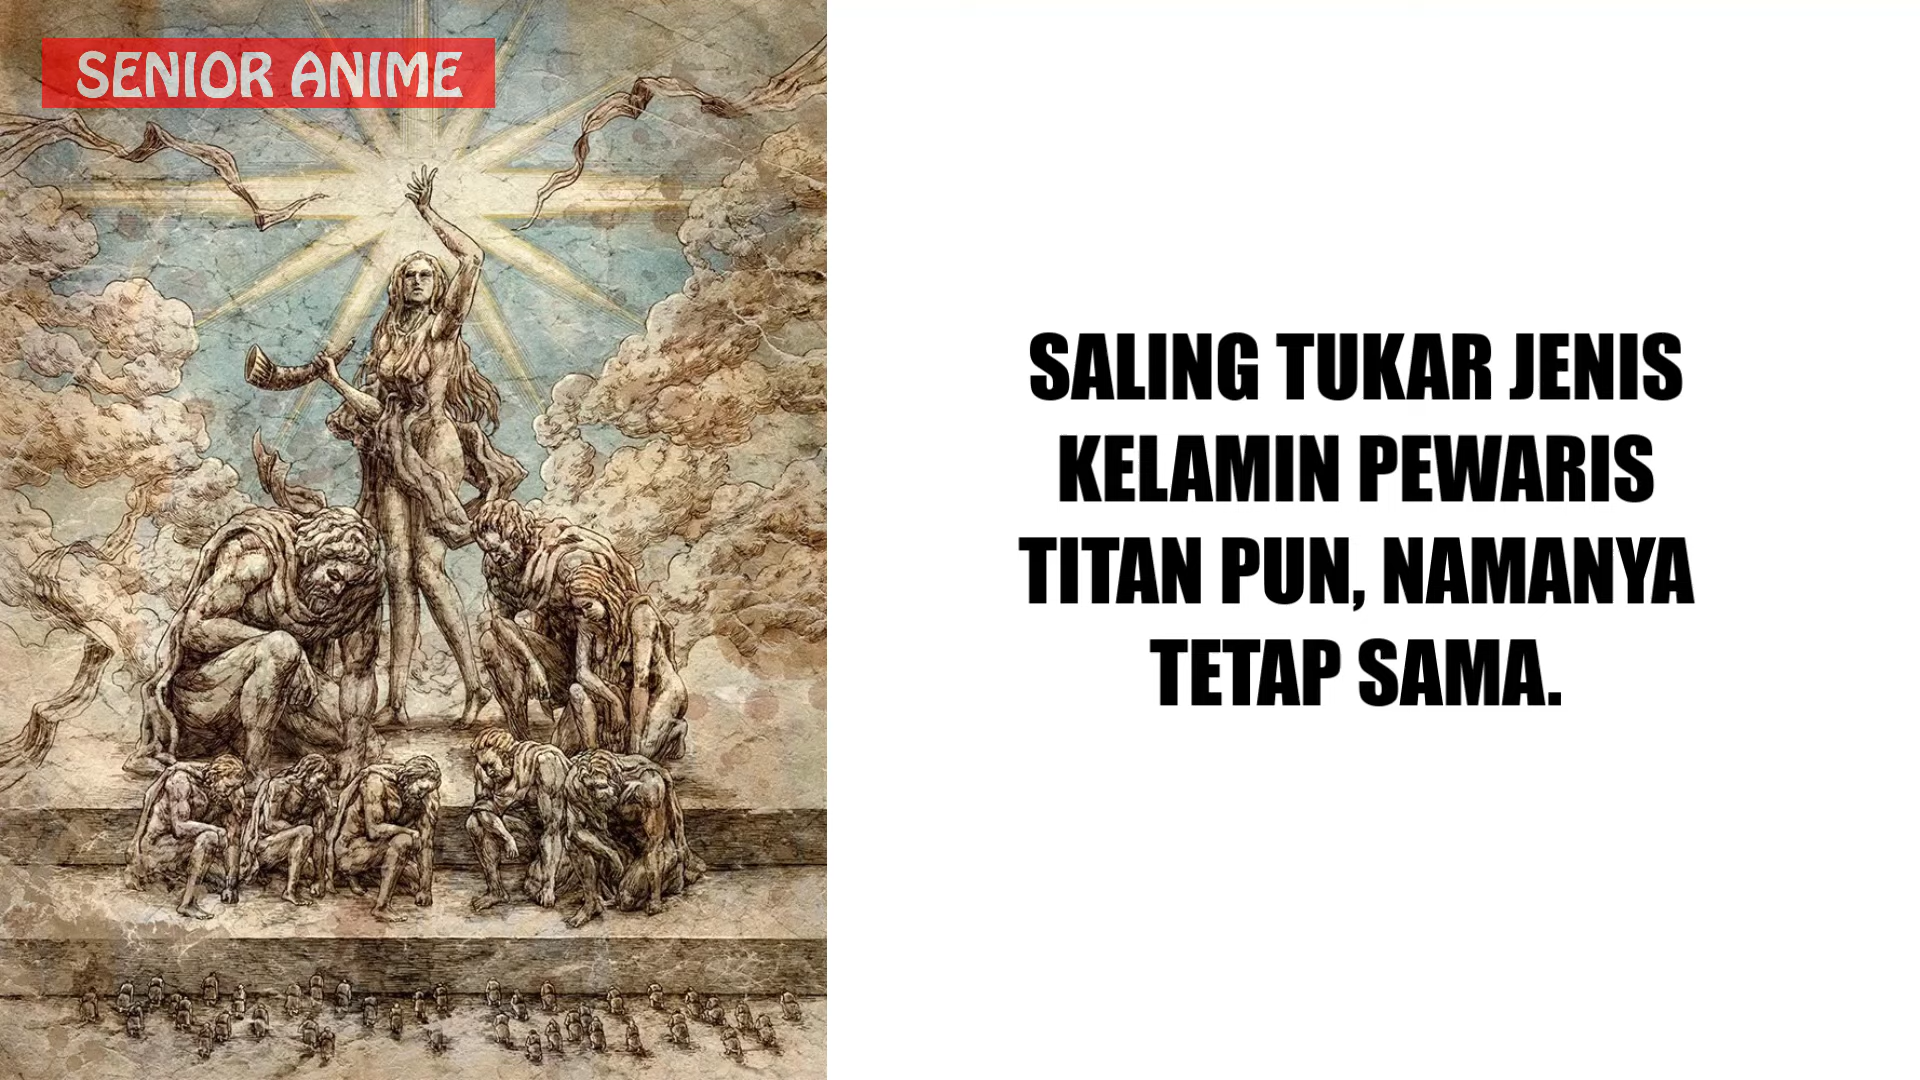 SENIOR ANIME
SALING TUKAR JENIS
KELAMIN PEWARIS
TITAN PUN, NAMANYA
TETAP SAMA.